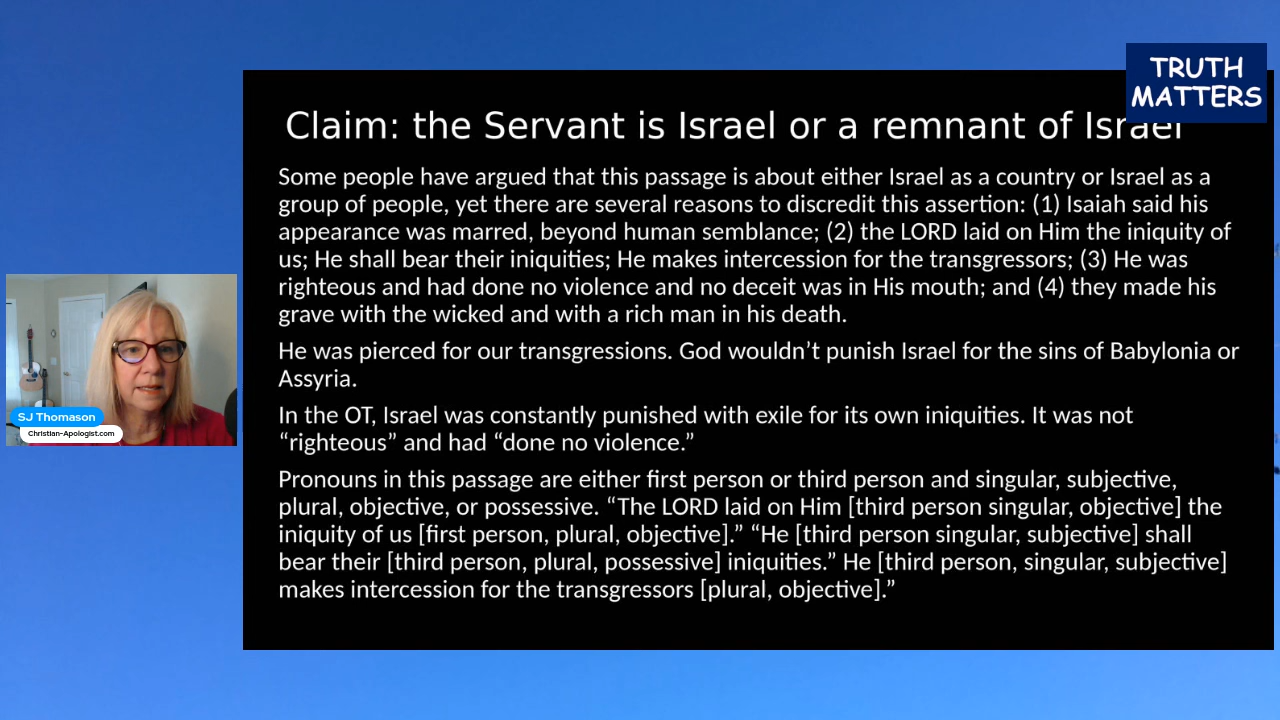 TRUTH
MATTERS
Claim: the Servant is Israel or a remnant of Israel
Some people have argued that this passage is about either Israel as a country or Israel as a
group of people, yet there are several reasons to discredit this assertion: (1) Isaiah said his
appearance was marred, beyond human semblance; (2) the LORD laid on Him the iniquity of
us; He shall bear their iniquities; He makes intercession for the transgressors; (3) He was
righteous and had done no violence and no deceit was in His mouth; and (4) they made his
grave with the wicked and with a rich man in his death.
He was pierced for our transgressions. God wouldn’t punish Israel for the sins of Babylonia or
Assyria.
In the OT, Israel was constantly punished with exile for its own iniquities. It was not
“righteous” and had “done no violence.”
Pronouns in this passage are either first person or third person and singular, subjective,
plural, objective, or possessive. “The LORD laid on Him [third person singular, objective] the
iniquity of us [first person, plural, objective].” “He [third person singular, subjective] shall
bear their [third person, plural, possessive] iniquities.” He [third person, singular, subjective]
makes intercession for the transgressors [plural, objective].”
SJ Thomason
Christian-Apologist.com